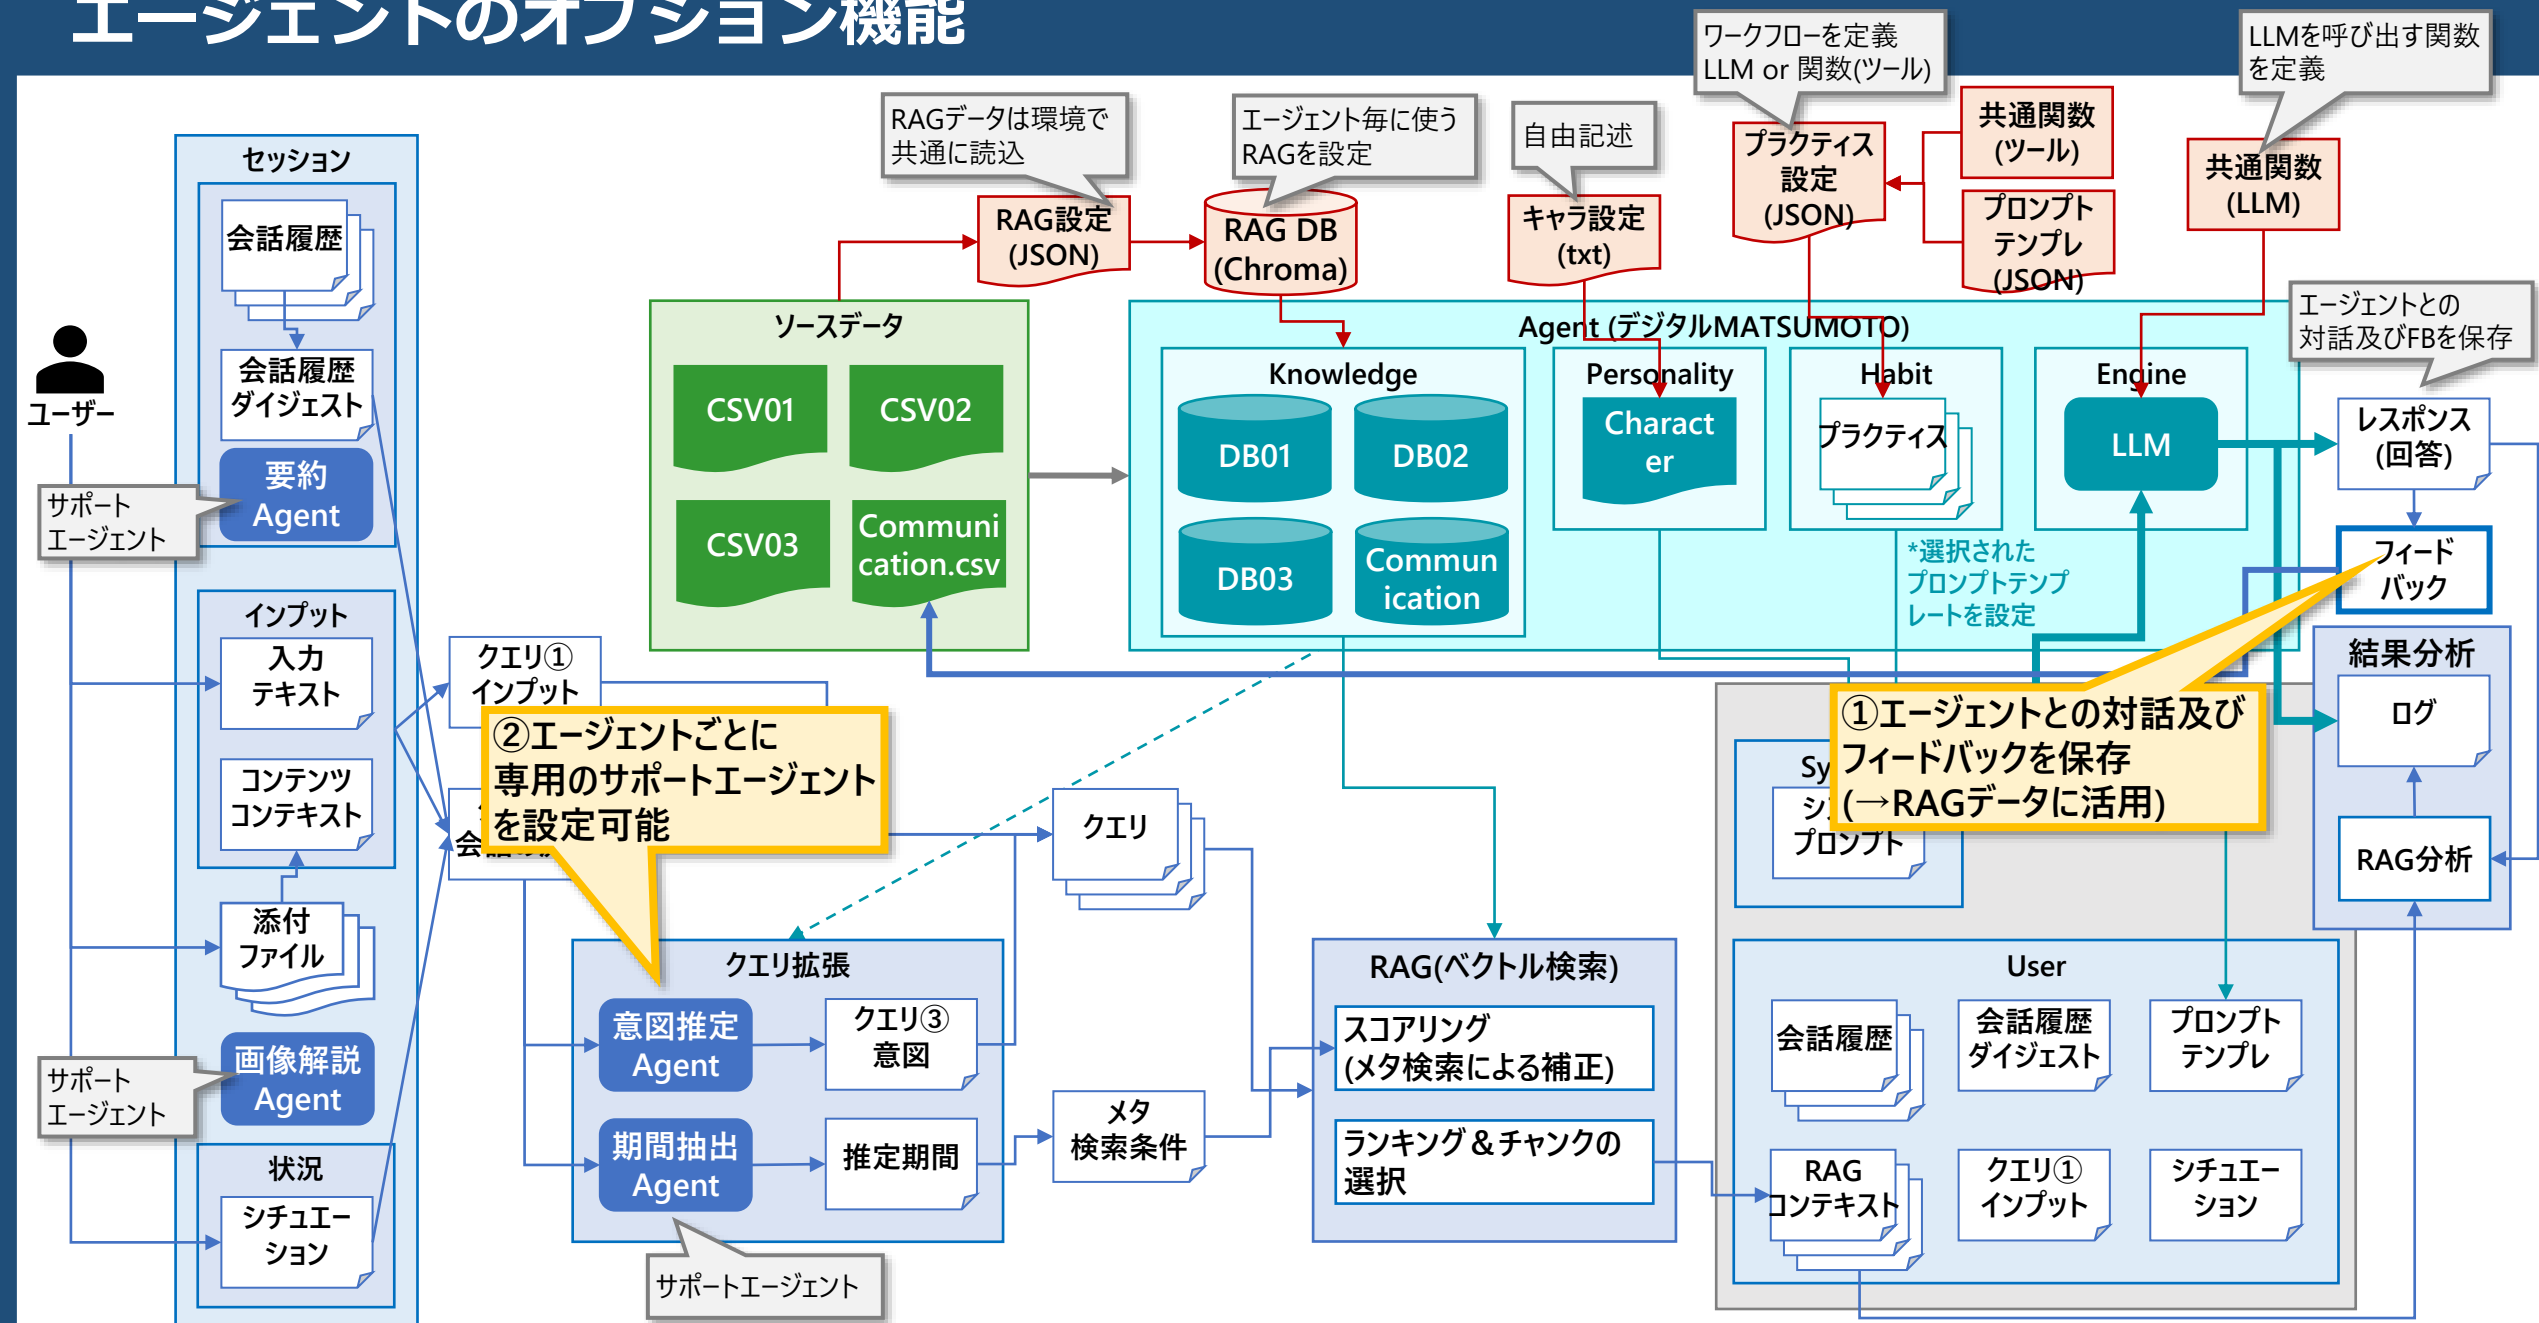 エージェントのオプション機能
ワークフローを定義
LLM or 関数(ツール)
LLMを呼び出す関数
を定義
RAGデータは環境で
共通に読込
エージェント毎に使う
RAGを設定
自由記述
プラクティス
設定
(JSON)
共通関数
(ツール)
プロンプト
テンプレ
(JSON)
共通関数
(LLM)
RAG設定
(JSON)
RAG DB
(Chroma)
キャラ設定
(txt)
エージェントとの
対話及びFBを保存
セッション
会話履歴
会話履歴
ダイジェスト
要約
Agent
サポート
エージェント
ユーザー
インプット
入力
テキスト
コンテンツ
コンテキスト
添付
ファイル
画像解説
Agent
サポート
エージェント
状況
シチュエー
ション
ソースデータ
CSV01
CSV02
CSV03
Communi
cation.csv
Agent (デジタルMATSUMOTO)
Knowledge
DB01
DB02
DB03
Commun
ication
Personality
Charact
er
Habit
プラクティス
*選択された
プロンプトテンプ
レートを設定
Engine
LLM
レスポンス
(回答)
フィード
バック
結果分析
ログ
RAG分析
クエリ①
インプット
②エージェントごとに
専用のサポートエージェント
を設定可能
①エージェントとの対話及び
フィードバックを保存
(→RAGデータに活用)
Sy
プロンプト
クエリ
クエリ拡張
意図推定
Agent
クエリ③
意図
期間抽出
Agent
推定期間
サポートエージェント
メタ
検索条件
RAG(ベクトル検索)
スコアリング
(メタ検索による補正)
ランキング＆チャンクの
選択
User
会話履歴
会話履歴
ダイジェスト
プロンプト
テンプレ
RAG
コンテキスト
クエリ①
インプット
シチュエー
ション